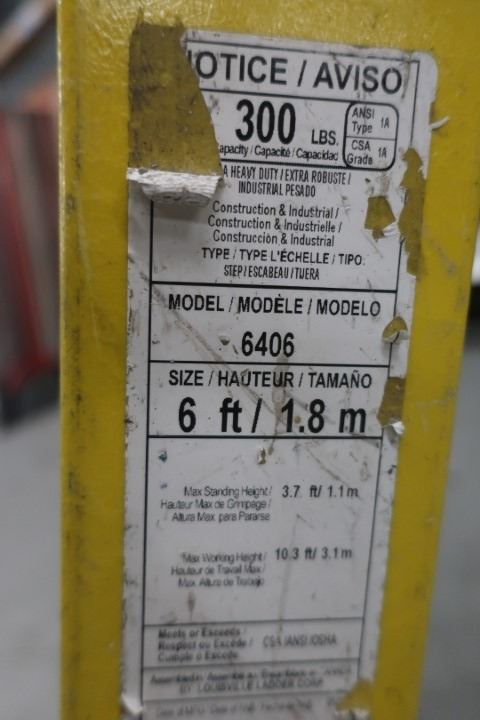 OTICE / AVISO
300 LBS.
ANSI
Type 1A
CSA
Grade 1A
apacity / Capacité / Capacidad
A HEAVY DUTY / EXTRA ROBUSTE /
INDUSTRIAL PESADO
Construction & Industrial /
Construction & Industrielle /
Construcción & Industrial
TYPE / TYPE L'ÉCHELLE / TIPO:
STEP / ESCABEAU / TIJERA
MODEL / MODÈLE / MODELO
6406
SIZE / HAUTEUR / TAMAÑO
6 ft / 1.8 m
Max Standing Height / 3.7 ft/ 1.1 m
Hauteur Max de Grimpage /
Altura Max para Pararse
Max Working Height / 10.3 ft/ 3.1 m
Hauteur de Travail Max /
Max Altura de Trabajo
Meets or Exceeds /
Respect ou Excède / CSA /ANSI /OSHA
Cumple o Excede
BY: LOUISVILLE LADDER CORP.